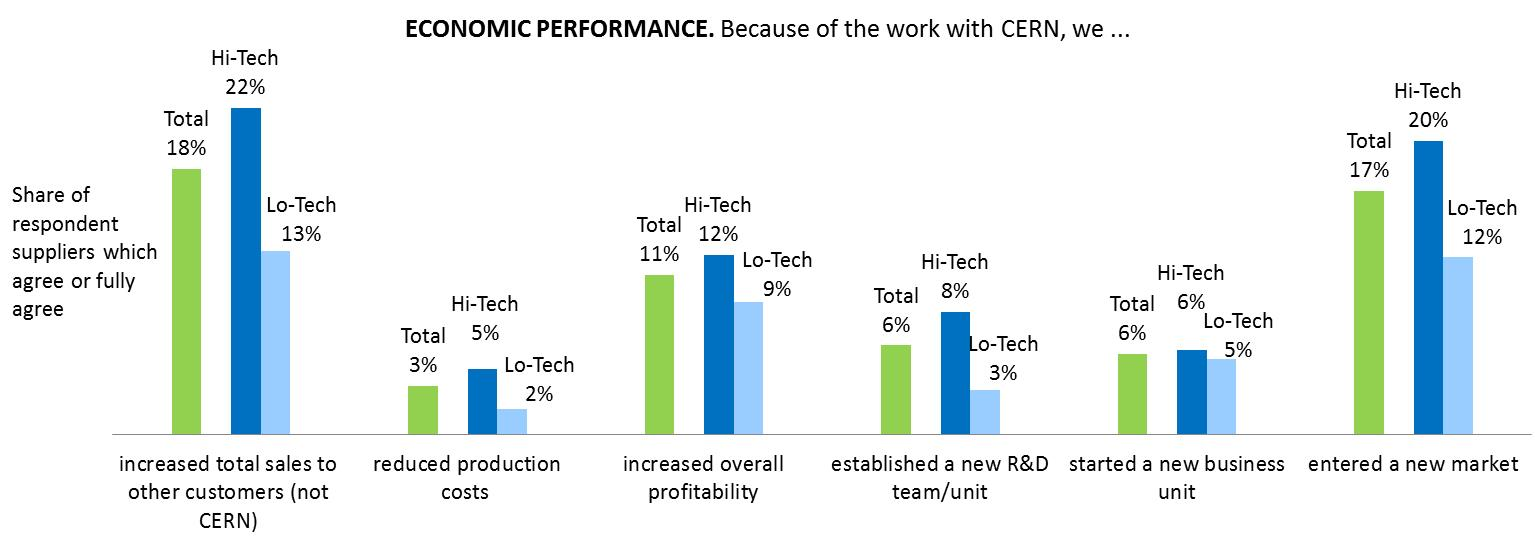 ECONOMIC PERFORMANCE. Because of the work with CERN, we ...
Share of
respondent
suppliers which
agree or fully
agree
Total
18%
Hi-Tech
22%
Lo-Tech
13%
Total
3%
Hi-Tech
5%
Lo-Tech
2%
Total
11%
Hi-Tech
12%
Lo-Tech
9%
Total
6%
Hi-Tech
8%
Lo-Tech
3%
Total
6%
Hi-Tech
6%
Lo-Tech
5%
Total
17%
Hi-Tech
20%
Lo-Tech
12%
increased total sales to
other customers (not
CERN)
reduced production
costs
increased overall
profitability
established a new R&D
team/unit
started a new business
unit
entered a new market